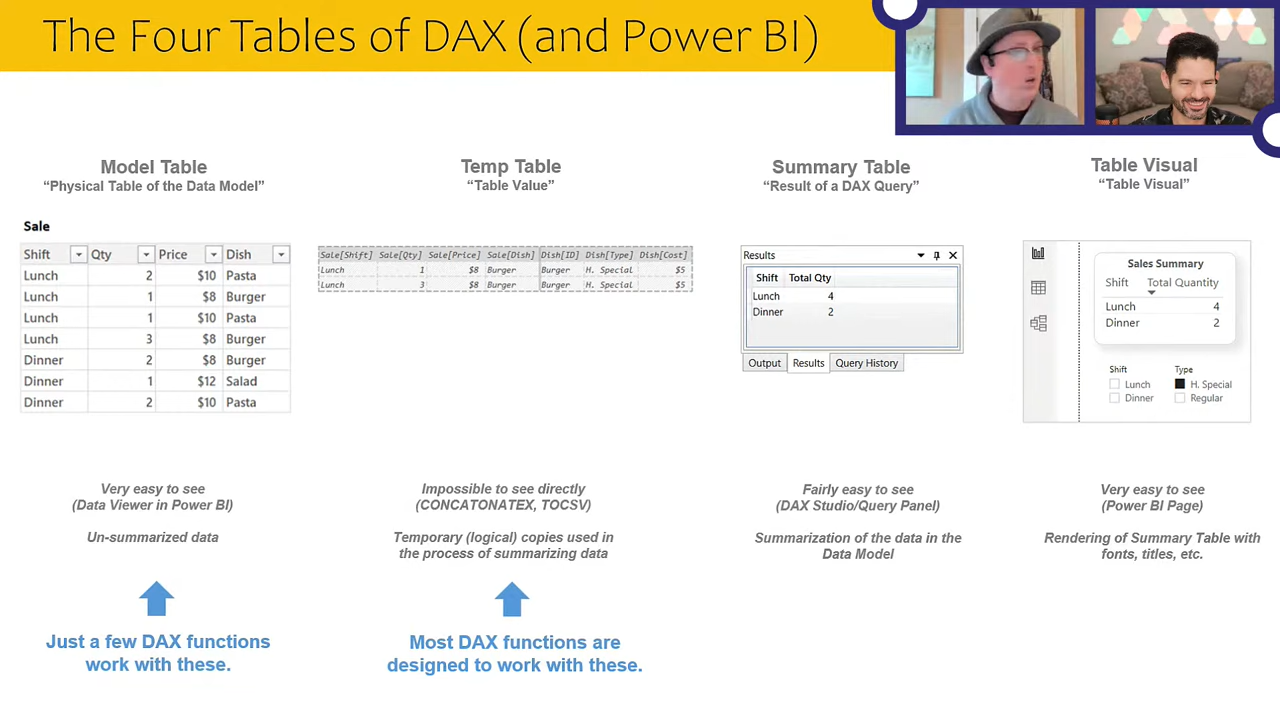 The Four Tables of DAX (and Power BI)
Model Table
“Physical Table of the Data Model”
Sale
Shift Qty Price Dish
Lunch 2 $10 Pasta
Lunch 1 $8 Burger
Lunch 1 $10 Pasta
Lunch 3 $8 Burger
Dinner 2 $8 Burger
Dinner 1 $12 Salad
Dinner 2 $10 Pasta
Very easy to see
(Data Viewer in Power BI)
Un-summarized data
Just a few DAX functions
work with these.
Temp Table
“Table Value”
Sale[Shift] Sale[Qty] Sale[Price] Sale[Dish] Dish[ID] Dish[Type] Dish[Cost]
Lunch 1 $8 Burger Burger H. Special $5
Lunch 3 $8 Burger Burger H. Special $5
Impossible to see directly
(CONCATONATEX, TOCSV)
Temporary (logical) copies used in
the process of summarizing data
Most DAX functions are
designed to work with these.
Summary Table
“Result of a DAX Query”
Results
Shift Total Qty
Lunch 4
Dinner 2
Output Results Query History
Fairly easy to see
(DAX Studio/Query Panel)
Summarization of the data in the
Data Model
Table Visual
“Table Visual”
Sales Summary
Shift Total Quantity
Lunch 4
Dinner 2
Shift Type
Lunch H. Special
Dinner Regular
Very easy to see
(Power BI Page)
Rendering of Summary Table with
fonts, titles, etc.